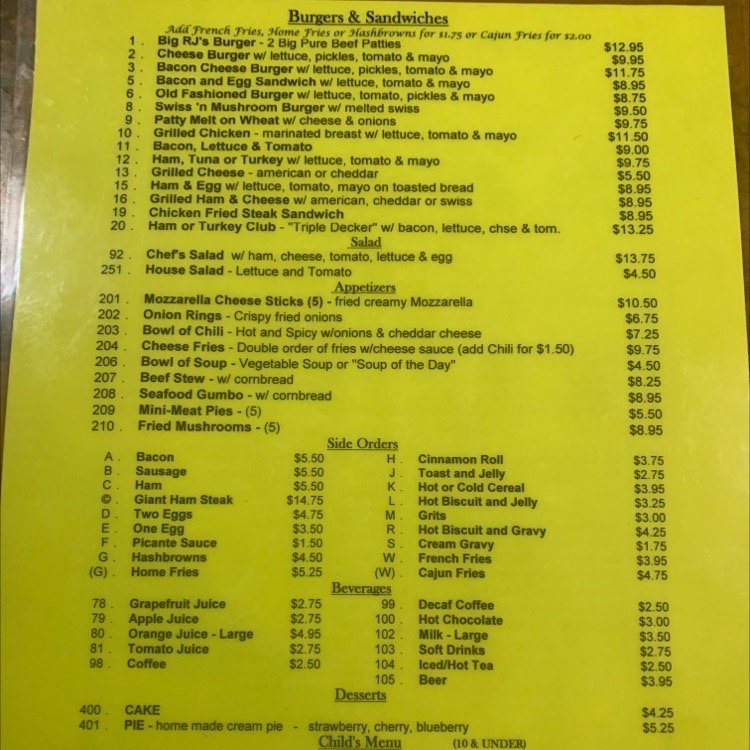 Burgers & Sandwiches
Add French Fries, Home Fries or Hashbrowns for $1.75 or Cajun Fries for $2.00
1 . Big RJ's Burger - 2 Big Pure Beef Patties $12.95
2 . Cheese Burger w/ lettuce, pickles, tomato & mayo $9.95
3 . Bacon Cheese Burger w/ lettuce, pickles, tomato & mayo $11.75
5 . Bacon and Egg Sandwich w/ lettuce, tomato & mayo $8.95
6 . Old Fashioned Burger w/ lettuce, tomato, pickles & mayo $8.75
8 . Swiss 'n Mushroom Burger w/ melted swiss $9.50
9 . Patty Melt on Wheat w/ cheese & onions $9.75
10 . Grilled Chicken - marinated breast w/ lettuce, tomato & mayo $11.50
11 . Bacon, Lettuce & Tomato $9.00
12 . Ham, Tuna or Turkey w/ lettuce, tomato & mayo $9.75
13 . Grilled Cheese - american or cheddar $5.50
15 . Ham & Egg w/ lettuce, tomato, mayo on toasted bread $8.95
16 . Grilled Ham & Cheese w/ american, cheddar or swiss $8.95
19 . Chicken Fried Steak Sandwich $8.95
20 . Ham or Turkey Club - "Triple Decker" w/ bacon, lettuce, chse & tom. $13.25
Salad
92 . Chef's Salad w/ ham, cheese, tomato, lettuce & egg $13.75
251 . House Salad - Lettuce and Tomato $4.50
Appetizers
201 . Mozzarella Cheese Sticks (5) - fried creamy Mozzarella $10.50
202 . Onion Rings - Crispy fried onions $6.75
203 . Bowl of Chili - Hot and Spicy w/onions & cheddar cheese $7.25
204 . Cheese Fries - Double order of fries w/cheese sauce (add Chili for $1.50) $9.75
206 . Bowl of Soup - Vegetable Soup or "Soup of the Day" $4.50
207 . Beef Stew - w/ cornbread $8.25
208 . Seafood Gumbo - w/ cornbread $8.95
209 Mini-Meat Pies - (5) $5.50
210 . Fried Mushrooms - (5) $8.95
Side Orders
A . Bacon $5.50 H . Cinnamon Roll $3.75
B . Sausage $5.50 J . Toast and Jelly $2.75
C . Ham $5.50 K . Hot or Cold Cereal $3.95
©. Giant Ham Steak $14.75 L . Hot Biscuit and Jelly $3.25
D . Two Eggs $4.75 M . Grits $3.00
E . One Egg $3.50 R . Hot Biscuit and Gravy $4.25
F . Picante Sauce $1.50 S . Cream Gravy $1.75
G . Hashbrowns $4.50 W . French Fries $3.95
(G) . Home Fries $5.25 (W) . Cajun Fries $4.75
Beverages
78 . Grapefruit Juice $2.75 99 . Decaf Coffee $2.50
79 . Apple Juice $2.75 100 . Hot Chocolate $3.00
80 . Orange Juice - Large $4.95 102 . Milk - Large $3.50
81 . Tomato Juice $2.75 103 . Soft Drinks $2.75
98 . Coffee $2.50 104 . Iced/Hot Tea $2.50
105 . Beer $3.95
Desserts
400 . CAKE $4.25
401 . PIE - home made cream pie - strawberry, cherry, blueberry $5.25
Child's Menu (10 & UNDER)